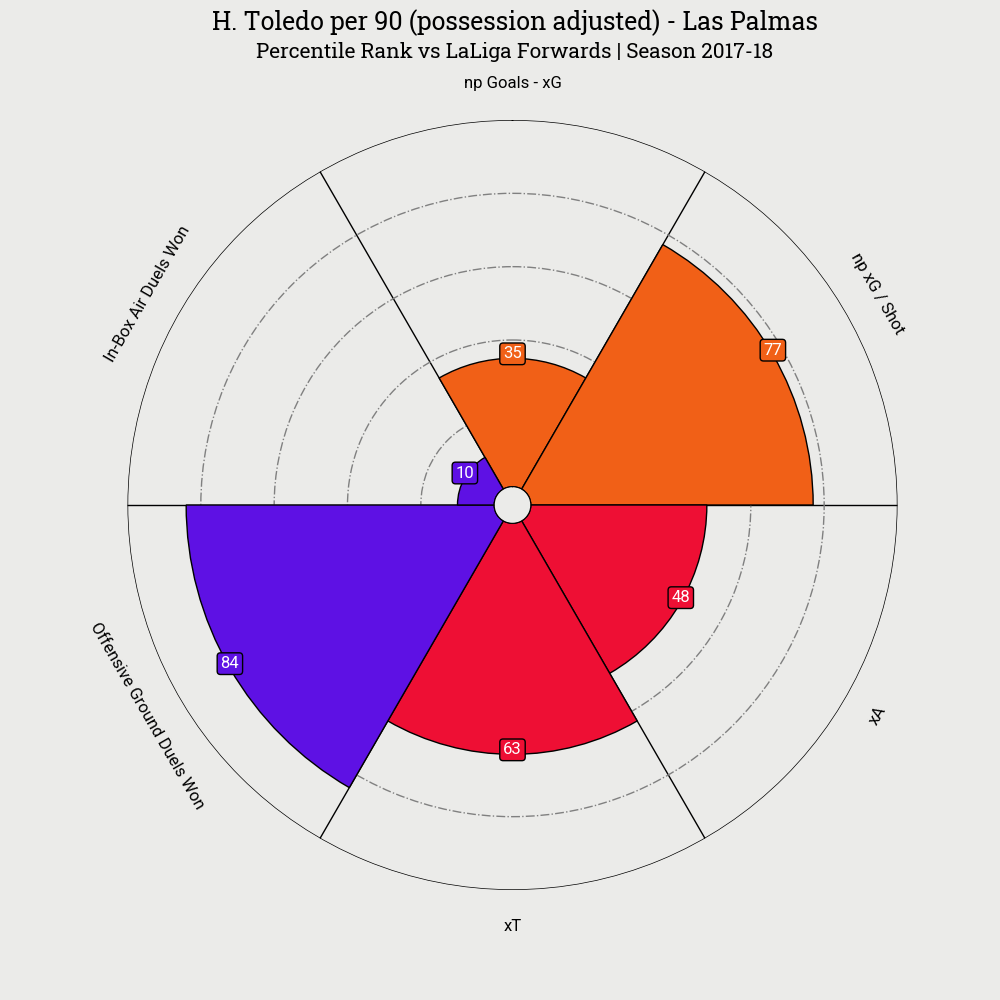 H. Toledo per 90 (possession adjusted) - Las Palmas
Percentile Rank vs LaLiga Forwards | Season 2017-18
np Goals - xG
In-Box Air Duels Won
np xG / Shot
77
35
10
48
84
63
Offensive Ground Duels Won
xA
xT